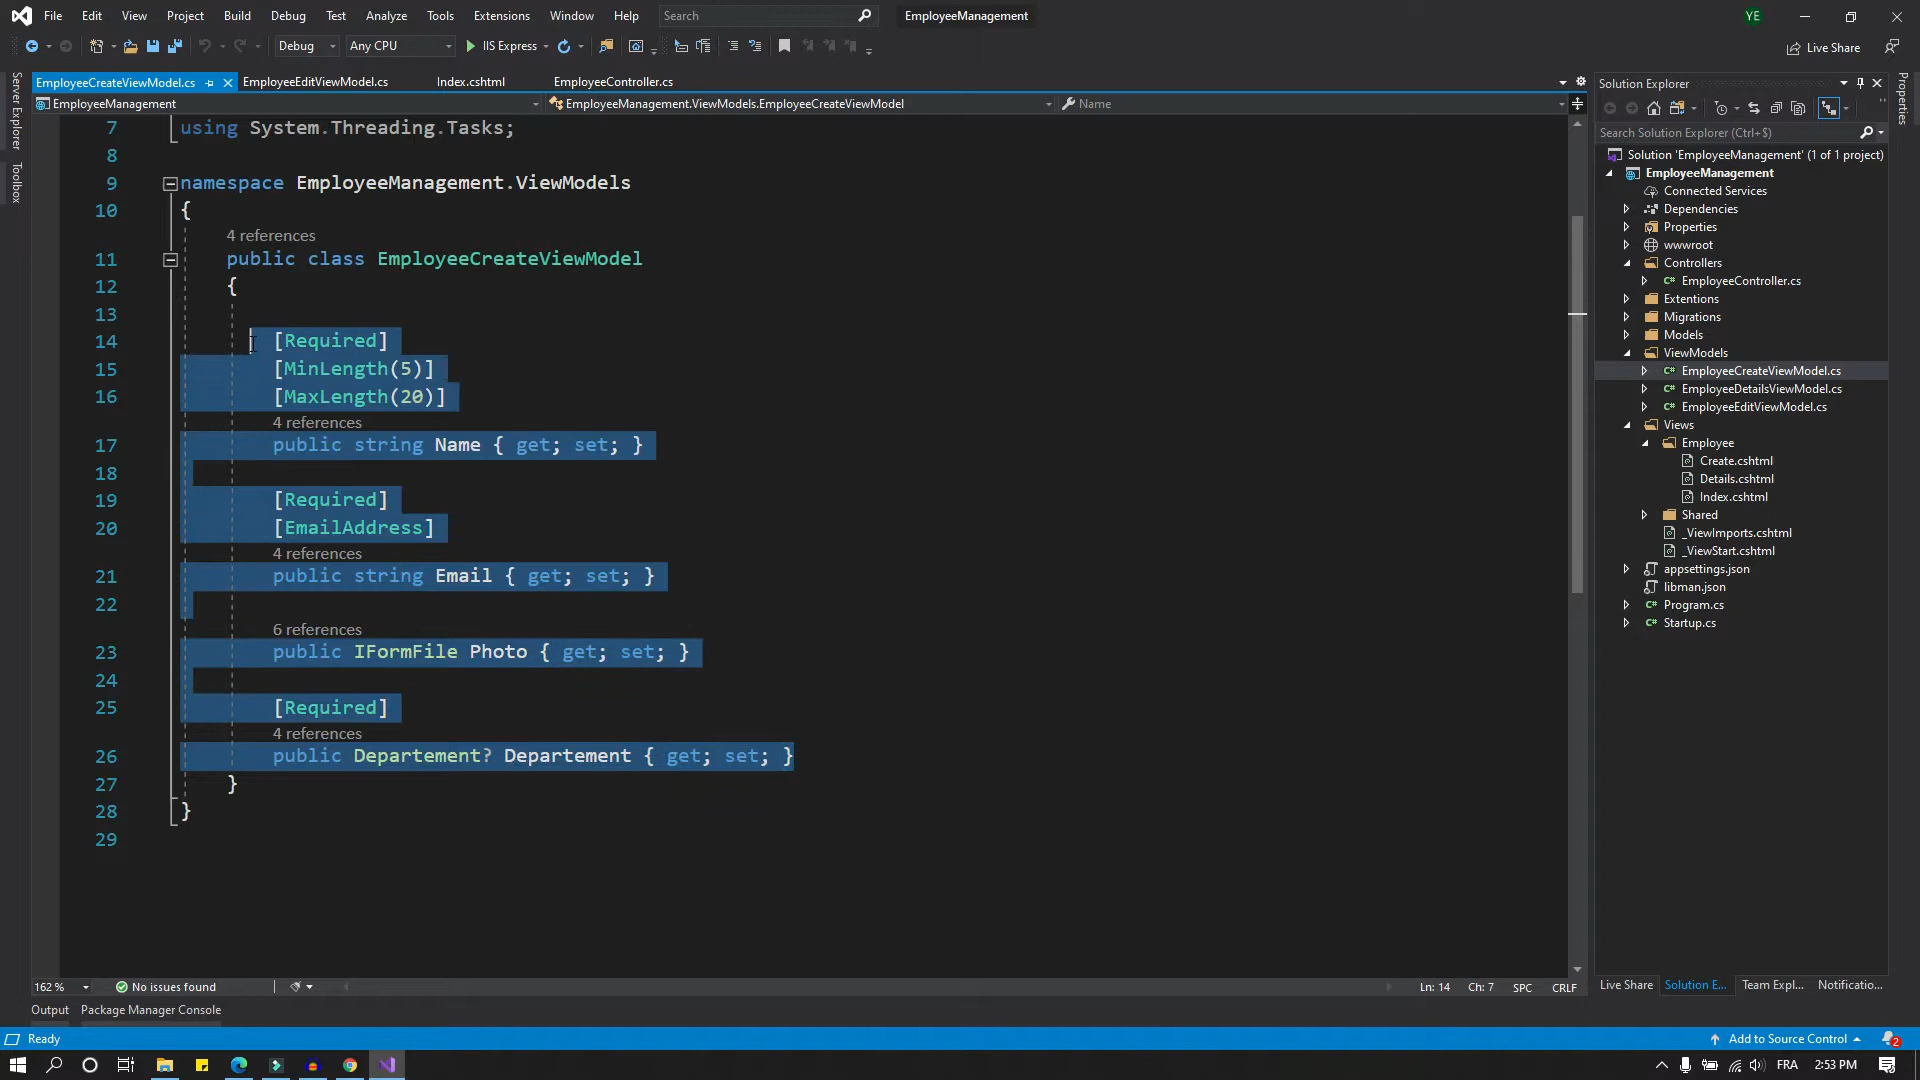 File Edit View Project Build Debug Test Analyze Tools Extensions Window Help Search EmployeeManagement YE
Debug Any CPU IIS Express Live Share
Server Explorer
Toolbox
EmployeeCreateViewModel.cs EmployeeEditViewModel.cs Index.cshtml EmployeeController.cs
EmployeeManagement EmployeeManagement.ViewModels.EmployeeCreateViewModel Name
7 using System.Threading.Tasks;
8
9 namespace EmployeeManagement.ViewModels
10 {
4 references
11 public class EmployeeCreateViewModel
12 {
13
14 [Required]
15 [MinLength(5)]
16 [MaxLength(20)]
4 references
17 public string Name { get; set; }
18
19 [Required]
20 [EmailAddress]
4 references
21 public string Email { get; set; }
22
6 references
23 public IFormFile Photo { get; set; }
24
25 [Required]
4 references
26 public Departement? Departement { get; set; }
27 }
28 }
29
162 % No issues found Ln: 14 Ch: 7 SPC CRLF
Output Package Manager Console
Solution Explorer
Search Solution Explorer (Ctrl+$)
Solution 'EmployeeManagement' (1 of 1 project)
EmployeeManagement
Connected Services
Dependencies
Properties
wwwroot
Controllers
C# EmployeeController.cs
Extentions
Migrations
Models
ViewModels
C# EmployeeCreateViewModel.cs
C# EmployeeDetailsViewModel.cs
C# EmployeeEditViewModel.cs
Views
Employee
Create.cshtml
Details.cshtml
Index.cshtml
Shared
_ViewImports.cshtml
_ViewStart.cshtml
appsettings.json
libman.json
C# Program.cs
C# Startup.cs
Live Share Solution E... Team Expl... Notificatio...
Properties
Ready Add to Source Control 2
FRA 2:53 PM